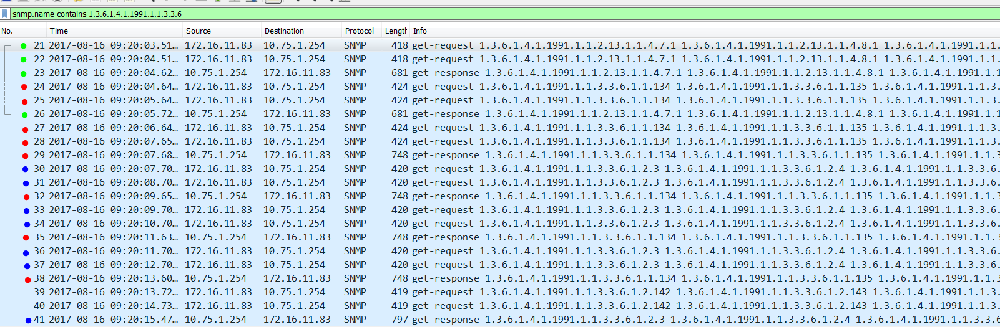 snmp.name contains 1.3.6.1.4.1.1991.1.1.3.3.6
No. Time Source Destination Protocol Length Info
21 2017-08-16 09:20:03.51… 172.16.11.83 10.75.1.254 SNMP 418 get-request 1.3.6.1.4.1.1991.1.1.2.13.1.1.4.7.1 1.3.6.1.4.1.1991.1.1.2.13.1.1.4.8.1 1.3.6.1.4.1.1991.1.1.
22 2017-08-16 09:20:04.51… 172.16.11.83 10.75.1.254 SNMP 418 get-request 1.3.6.1.4.1.1991.1.1.2.13.1.1.4.7.1 1.3.6.1.4.1.1991.1.1.2.13.1.1.4.8.1 1.3.6.1.4.1.1991.1.1.
23 2017-08-16 09:20:04.62… 10.75.1.254 172.16.11.83 SNMP 681 get-response 1.3.6.1.4.1.1991.1.1.2.13.1.1.4.7.1 1.3.6.1.4.1.1991.1.1.2.13.1.1.4.8.1 1.3.6.1.4.1.1991.1.1
24 2017-08-16 09:20:04.64… 172.16.11.83 10.75.1.254 SNMP 424 get-request 1.3.6.1.4.1.1991.1.1.3.3.6.1.1.134 1.3.6.1.4.1.1991.1.1.3.3.6.1.1.135 1.3.6.1.4.1.1991.1.1.3.
25 2017-08-16 09:20:05.64… 172.16.11.83 10.75.1.254 SNMP 424 get-request 1.3.6.1.4.1.1991.1.1.3.3.6.1.1.134 1.3.6.1.4.1.1991.1.1.3.3.6.1.1.135 1.3.6.1.4.1.1991.1.1.3.
26 2017-08-16 09:20:05.72… 10.75.1.254 172.16.11.83 SNMP 681 get-response 1.3.6.1.4.1.1991.1.1.2.13.1.1.4.7.1 1.3.6.1.4.1.1991.1.1.2.13.1.1.4.8.1 1.3.6.1.4.1.1991.1.1
27 2017-08-16 09:20:06.64… 172.16.11.83 10.75.1.254 SNMP 424 get-request 1.3.6.1.4.1.1991.1.1.3.3.6.1.1.134 1.3.6.1.4.1.1991.1.1.3.3.6.1.1.135 1.3.6.1.4.1.1991.1.1.3.
28 2017-08-16 09:20:07.65… 172.16.11.83 10.75.1.254 SNMP 424 get-request 1.3.6.1.4.1.1991.1.1.3.3.6.1.1.134 1.3.6.1.4.1.1991.1.1.3.3.6.1.1.135 1.3.6.1.4.1.1991.1.1.3.
29 2017-08-16 09:20:07.68… 10.75.1.254 172.16.11.83 SNMP 748 get-response 1.3.6.1.4.1.1991.1.1.3.3.6.1.1.134 1.3.6.1.4.1.1991.1.1.3.3.6.1.1.135 1.3.6.1.4.1.1991.1.1.3
30 2017-08-16 09:20:07.70… 172.16.11.83 10.75.1.254 SNMP 420 get-request 1.3.6.1.4.1.1991.1.1.3.3.6.1.2.3 1.3.6.1.4.1.1991.1.1.3.3.6.1.2.4 1.3.6.1.4.1.1991.1.1.3.3.6.
31 2017-08-16 09:20:08.70… 172.16.11.83 10.75.1.254 SNMP 420 get-request 1.3.6.1.4.1.1991.1.1.3.3.6.1.2.3 1.3.6.1.4.1.1991.1.1.3.3.6.1.2.4 1.3.6.1.4.1.1991.1.1.3.3.6.
32 2017-08-16 09:20:09.65… 10.75.1.254 172.16.11.83 SNMP 748 get-response 1.3.6.1.4.1.1991.1.1.3.3.6.1.1.134 1.3.6.1.4.1.1991.1.1.3.3.6.1.1.135 1.3.6.1.4.1.1991.1.1.3
33 2017-08-16 09:20:09.70… 172.16.11.83 10.75.1.254 SNMP 420 get-request 1.3.6.1.4.1.1991.1.1.3.3.6.1.2.3 1.3.6.1.4.1.1991.1.1.3.3.6.1.2.4 1.3.6.1.4.1.1991.1.1.3.3.6.
34 2017-08-16 09:20:10.70… 172.16.11.83 10.75.1.254 SNMP 420 get-request 1.3.6.1.4.1.1991.1.1.3.3.6.1.2.3 1.3.6.1.4.1.1991.1.1.3.3.6.1.2.4 1.3.6.1.4.1.1991.1.1.3.3.6.
35 2017-08-16 09:20:11.63… 10.75.1.254 172.16.11.83 SNMP 748 get-response 1.3.6.1.4.1.1991.1.1.3.3.6.1.1.134 1.3.6.1.4.1.1991.1.1.3.3.6.1.1.135 1.3.6.1.4.1.1991.1.1.3
36 2017-08-16 09:20:11.70… 172.16.11.83 10.75.1.254 SNMP 420 get-request 1.3.6.1.4.1.1991.1.1.3.3.6.1.2.3 1.3.6.1.4.1.1991.1.1.3.3.6.1.2.4 1.3.6.1.4.1.1991.1.1.3.3.6.
37 2017-08-16 09:20:12.70… 172.16.11.83 10.75.1.254 SNMP 420 get-request 1.3.6.1.4.1.1991.1.1.3.3.6.1.2.3 1.3.6.1.4.1.1991.1.1.3.3.6.1.2.4 1.3.6.1.4.1.1991.1.1.3.3.6.
38 2017-08-16 09:20:13.60… 10.75.1.254 172.16.11.83 SNMP 748 get-response 1.3.6.1.4.1.1991.1.1.3.3.6.1.1.134 1.3.6.1.4.1.1991.1.1.3.3.6.1.1.135 1.3.6.1.4.1.1991.1.1.3
39 2017-08-16 09:20:13.72… 172.16.11.83 10.75.1.254 SNMP 419 get-request 1.3.6.1.4.1.1991.1.1.3.3.6.1.2.142 1.3.6.1.4.1.1991.1.1.3.3.6.1.2.143 1.3.6.1.4.1.1991.1.1.3.
40 2017-08-16 09:20:14.73… 172.16.11.83 10.75.1.254 SNMP 419 get-request 1.3.6.1.4.1.1991.1.1.3.3.6.1.2.142 1.3.6.1.4.1.1991.1.1.3.3.6.1.2.143 1.3.6.1.4.1.1991.1.1.3.
41 2017-08-16 09:20:15.47… 10.75.1.254 172.16.11.83 SNMP 797 get-response 1.3.6.1.4.1.1991.1.1.3.3.6.1.2.3 1.3.6.1.4.1.1991.1.1.3.3.6.1.2.4 1.3.6.1.4.1.1991.1.1.3.3.6